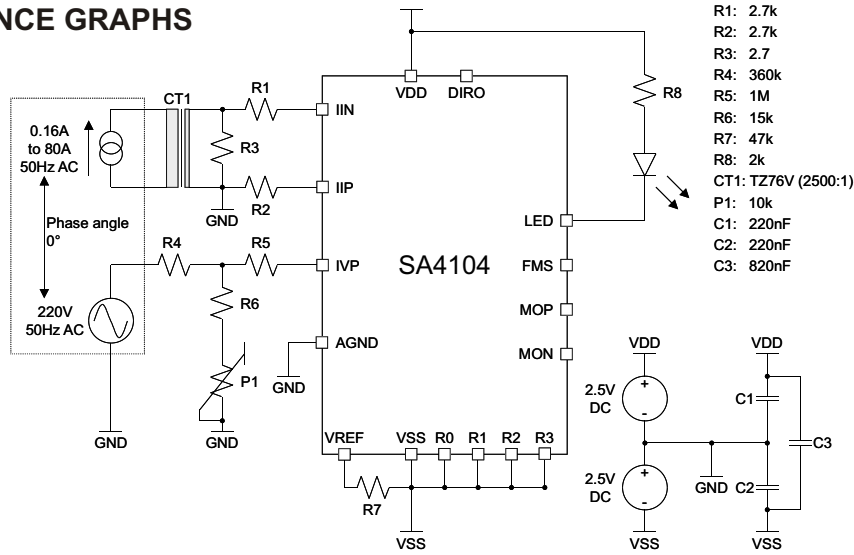 NCE GRAPHS
R1: 2.7k
R2: 2.7k
R3: 2.7
R4: 360k
R5: 1M
R6: 15k
R7: 47k
R8: 2k
CT1: TZ76V (2500:1)
P1: 10k
C1: 220nF
C2: 220nF
C3: 820nF
0.16A
to 80A
50Hz AC
Phase angle
0°
220V
50Hz AC
CT1
R1
R3
R2
GND
R4
R5
R6
P1
GND
GND
GND
VDD
DIRO
IIN
IIP
IVP
AGND
SA4104
LED
FMS
MOP
MON
VREF
VSS
R0
R1
R2
R3
R7
VSS
R8
VDD
VDD
2.5V
DC
+
-
C1
C3
2.5V
DC
+
-
GND
C2
VSS
VSS